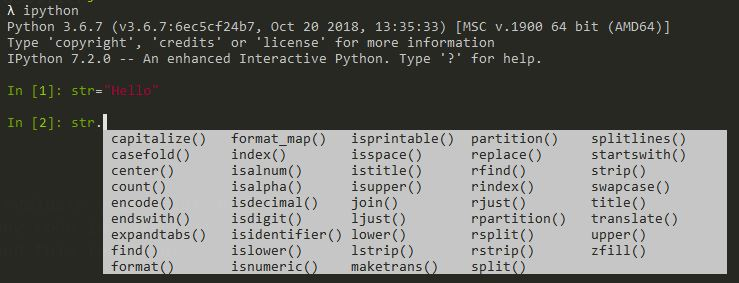 λ ipython
Python 3.6.7 (v3.6.7:6ec5cf24b7, Oct 20 2018, 13:35:33) [MSC v.1900 64 bit (AMD64)]
Type 'copyright', 'credits' or 'license' for more information
IPython 7.2.0 -- An enhanced Interactive Python. Type '?' for help.
In [1]: str="Hello"
In [2]: str.
capitalize() format_map() isprintable() partition() splitlines()
casefold() index() isspace() replace() startswith()
center() isalnum() istitle() rfind() strip()
count() isalpha() isupper() rindex() swapcase()
encode() isdecimal() join() rjust() title()
endswith() isdigit() ljust() rpartition() translate()
expandtabs() isidentifier() lower() rsplit() upper()
find() islower() lstrip() rstrip() zfill()
format() isnumeric() maketrans() split()